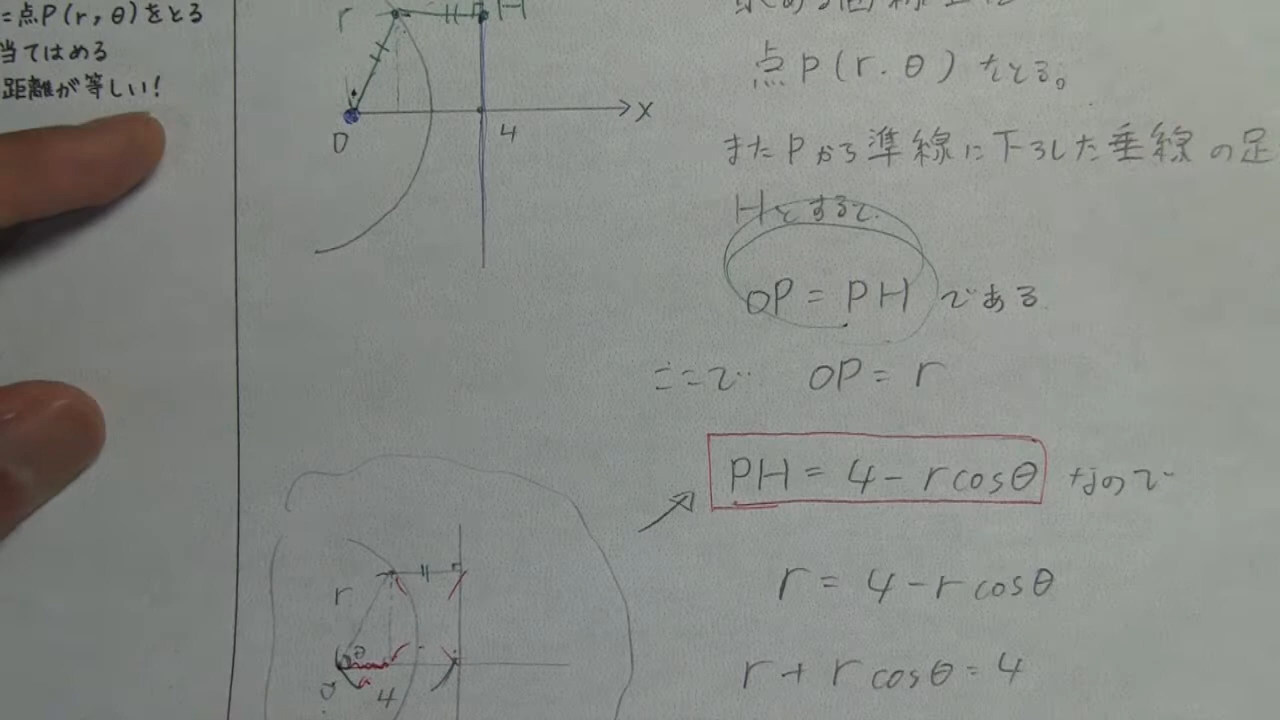 =点P(r,θ)をとる
当てはめる
距離が等しい!
r
H
O
4
X
点P(r.θ)をとる。
またPから準線に下ろした垂線の足
Hとすると、
OP=PHである
ここで OP=r
PH=4-rcosθ なので
r=4-rcosθ
r+rcosθ=4
r
θ
4